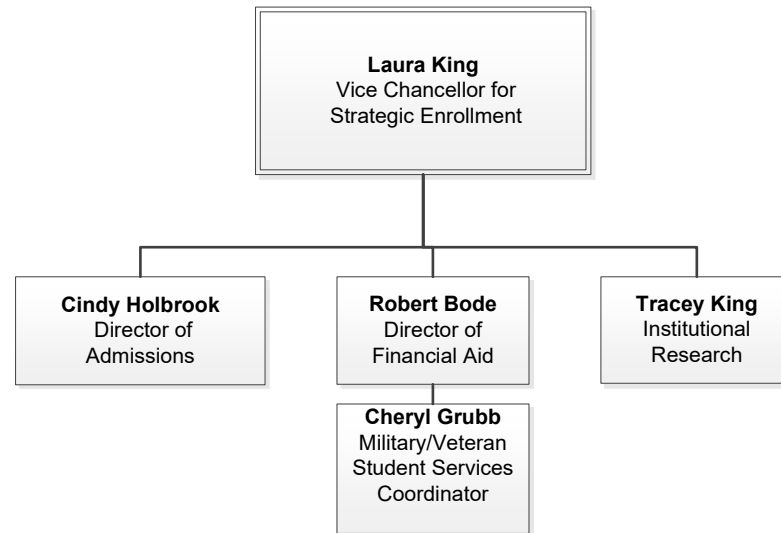 Laura King
Vice Chancellor for
Strategic Enrollment
Cindy Holbrook
Director of
Admissions
Robert Bode
Director of
Financial Aid
Tracey King
Institutional
Research
Cheryl Grubb
Military/Veteran
Student Services
Coordinator